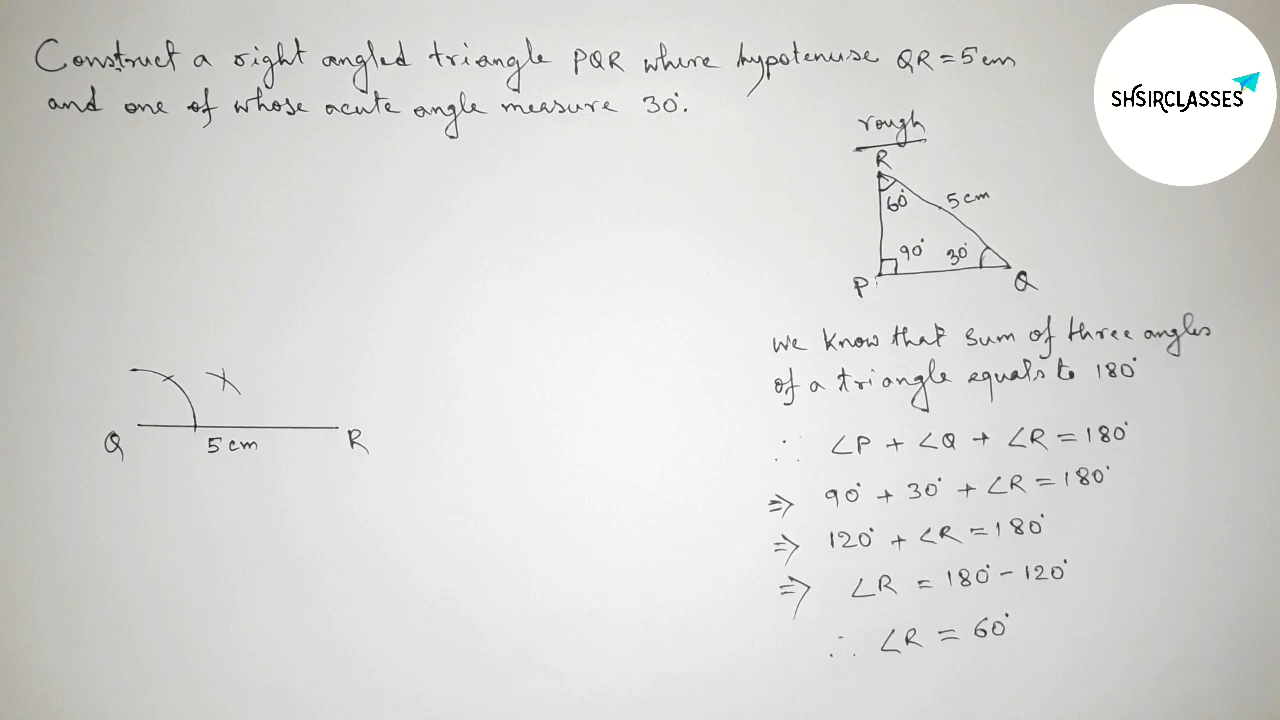 Construct a right angled triangle PQR where hypotenuse QR = 5 cm
and one of whose acute angle measure 30°.
SHSIRCLASSES
rough
R
60° 5 cm
90° 30°
P Q
We know that sum of three angles
of a triangle equals to 180°
∴ ∠P + ∠Q + ∠R = 180°
⇒ 90° + 30° + ∠R = 180°
⇒ 120° + ∠R = 180°
⇒ ∠R = 180° - 120°
∴ ∠R = 60°
Q 5 cm R